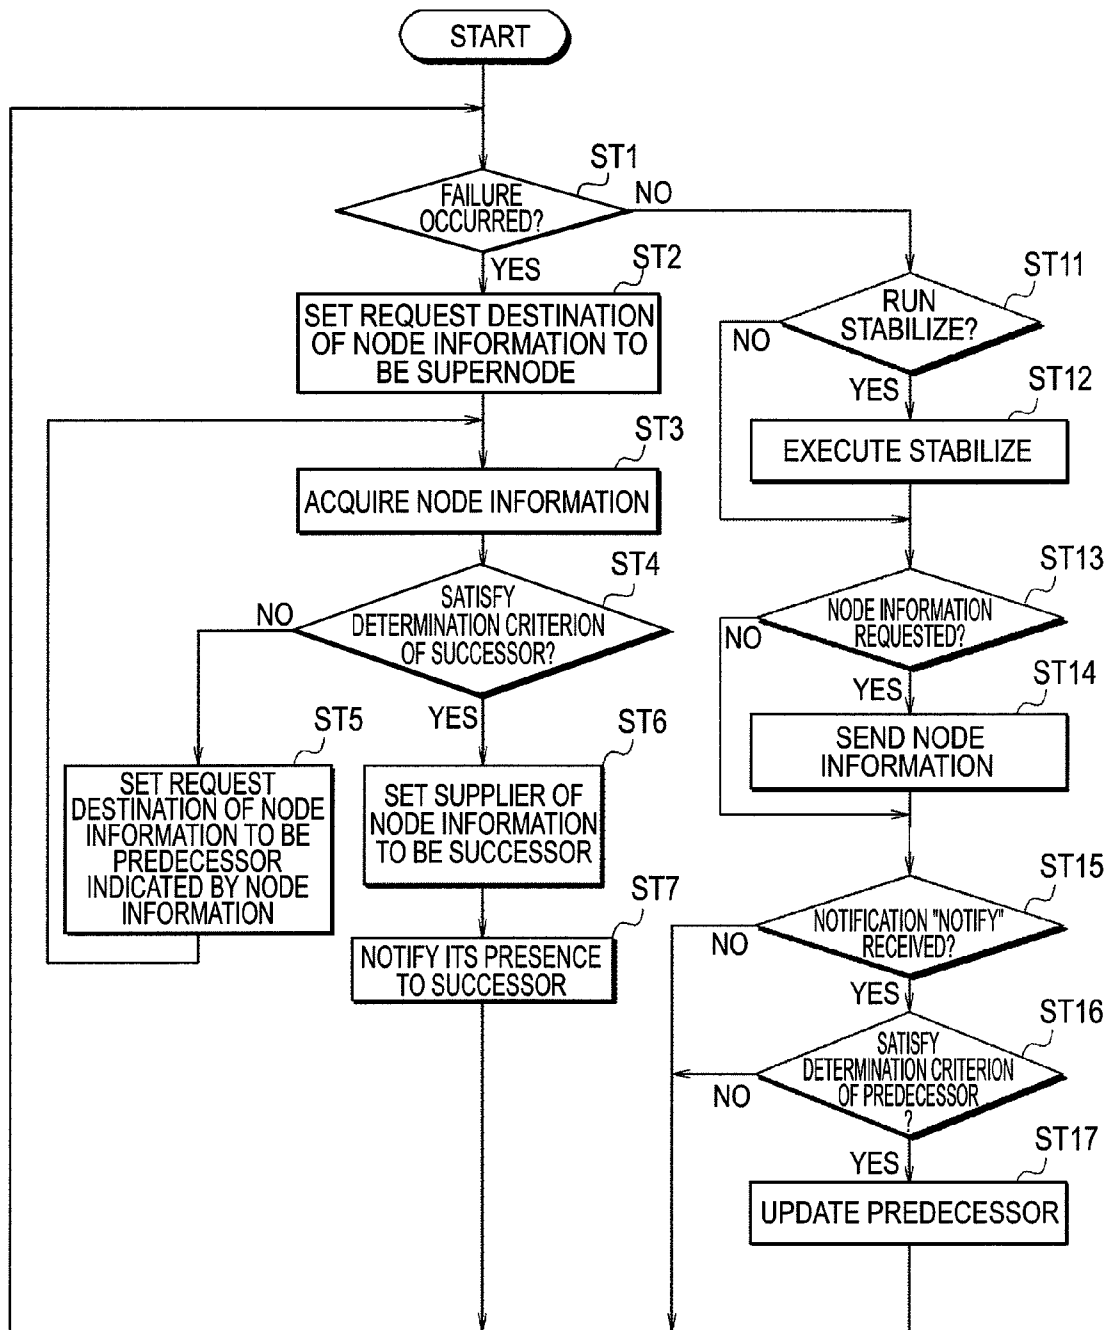 START
ST1
FAILURE
OCCURRED?
NO
YES
ST2
SET REQUEST DESTINATION
OF NODE INFORMATION TO
BE SUPERNODE
ST3
ACQUIRE NODE INFORMATION
ST4
SATISFY
DETERMINATION CRITERION
OF SUCCESSOR?
NO
YES
ST5
SET REQUEST
DESTINATION OF NODE
INFORMATION TO BE
PREDECESSOR
INDICATED BY NODE
INFORMATION
ST6
SET SUPPLIER OF
NODE INFORMATION
TO BE SUCCESSOR
ST7
NOTIFY ITS PRESENCE
TO SUCCESSOR
ST11
RUN
STABILIZE?
NO
YES
ST12
EXECUTE STABILIZE
ST13
NODE INFORMATION
REQUESTED?
NO
YES
ST14
SEND NODE
INFORMATION
ST15
NOTIFICATION "NOTIFY"
RECEIVED?
NO
YES
ST16
SATISFY
DETERMINATION CRITERION
OF PREDECESSOR
?
NO
YES
ST17
UPDATE PREDECESSOR